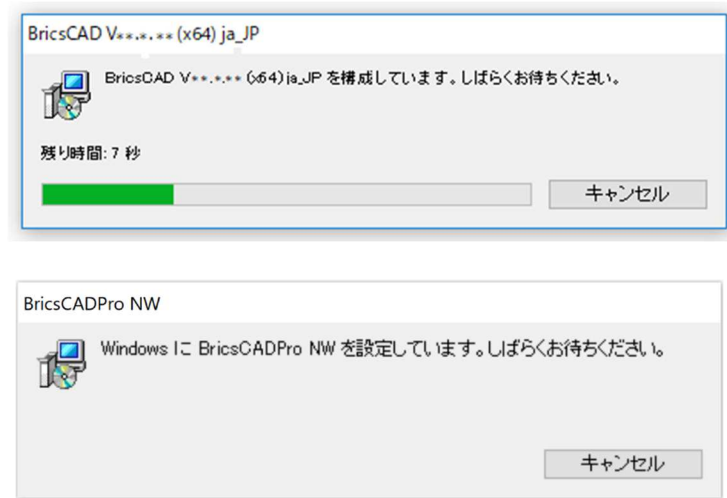 BricsCAD V**.*.** (x64) ja_JP
BricsCAD V**.*.** (x64) ja_JP を構成しています。しばらくお待ちください。
残り時間: 7 秒
キャンセル
BricsCADPro NW
Windows に BricsCADPro NW を設定しています。しばらくお待ちください。
キャンセル